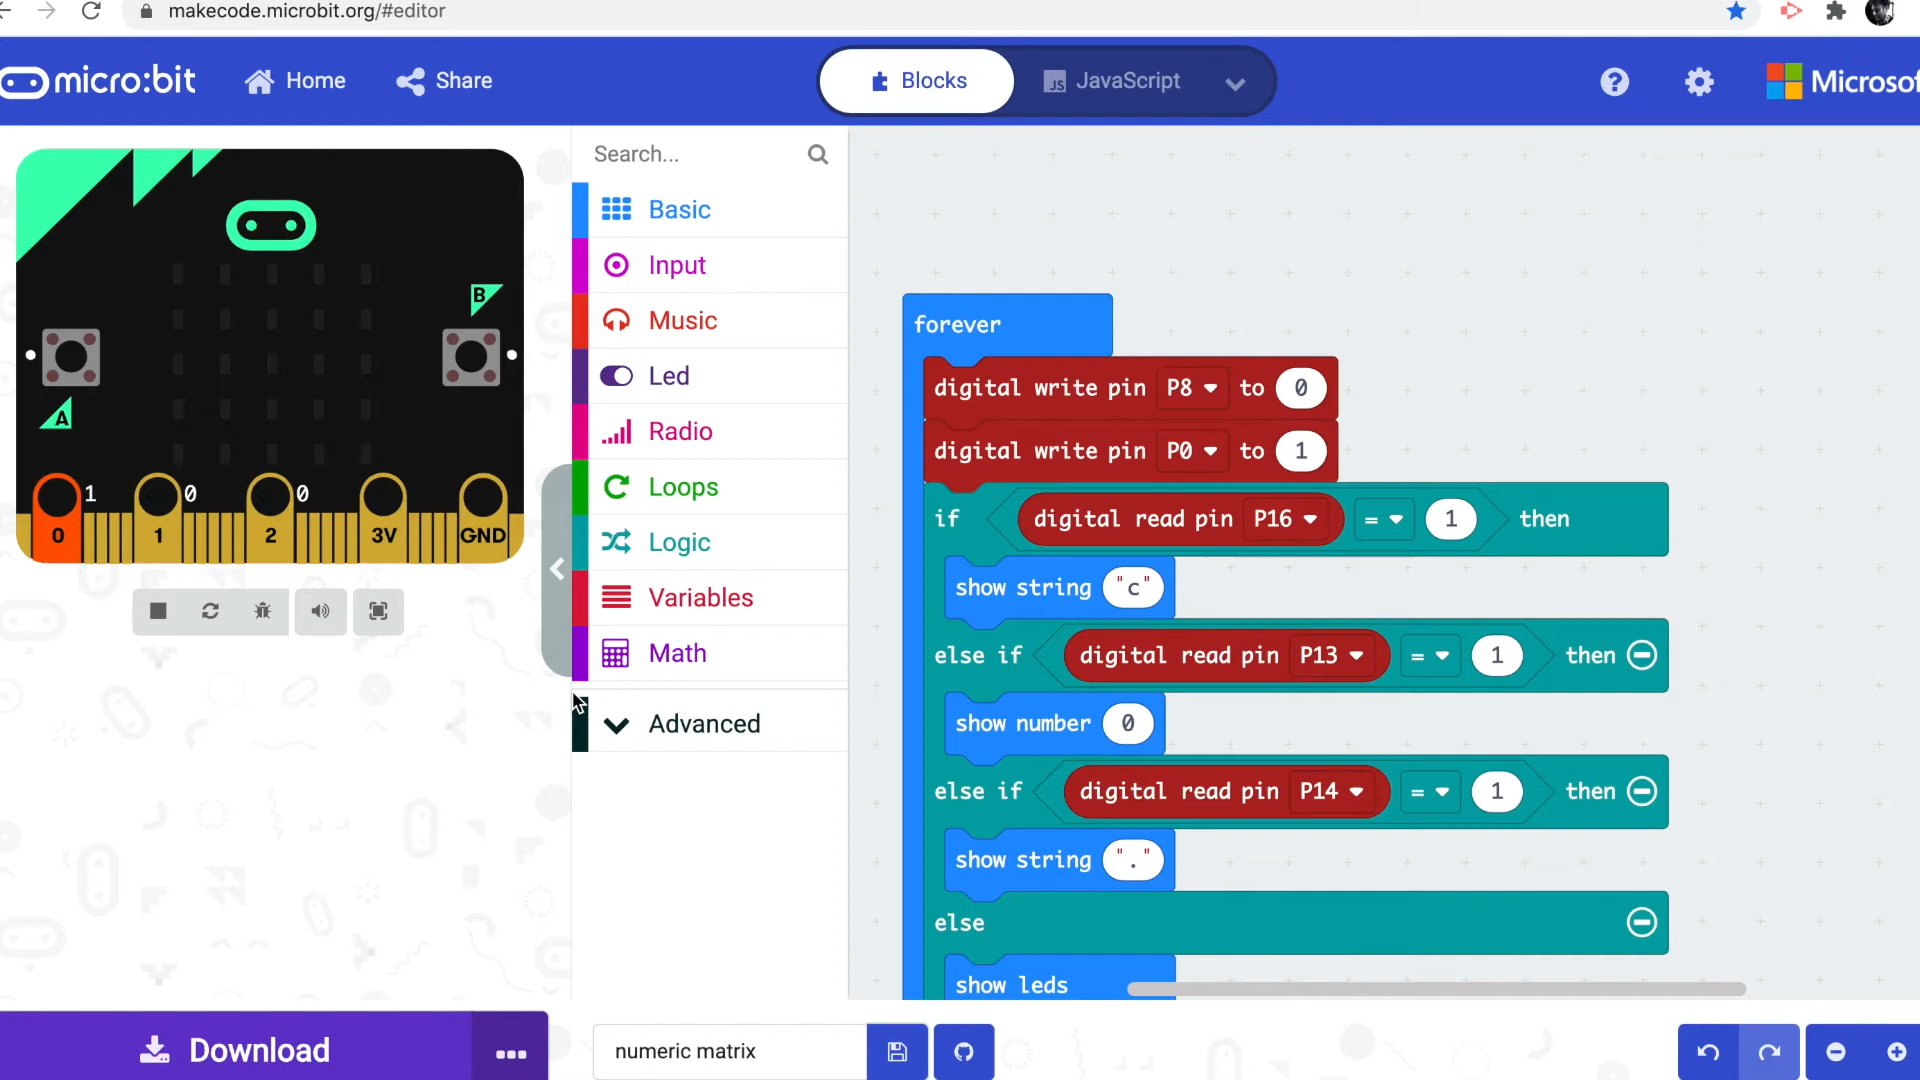 makecode.microbit.org/#editor
micro:bit
Home
Share
Blocks
JS JavaScript
?
Microsof
B
A
1 0 0
0 1 2 3V GND
Search...
Basic
Input
Music
Led
Radio
Loops
Logic
Variables
Math
Advanced
forever
digital write pin P8 to 0
digital write pin P0 to 1
if digital read pin P16 = 1 then
show string "c"
else if digital read pin P13 = 1 then
show number 0
else if digital read pin P14 = 1 then
show string "."
else
show leds
Download
...
numeric matrix